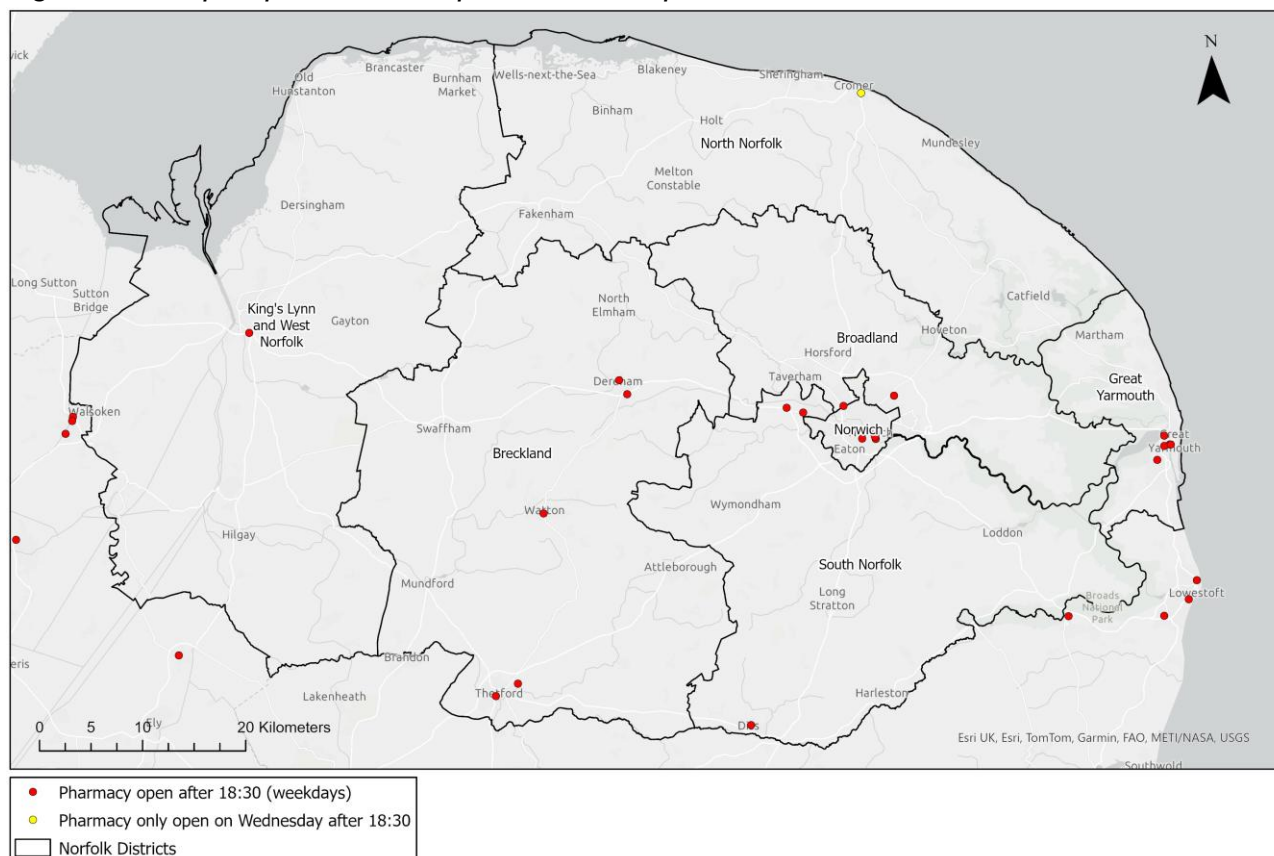 wick
Old
Hunstanton
Brancaster
Burnham
Market
Wells-next-the-Sea
Blakeney
Sheringham
Cromer
N
Binham
Holt
North Norfolk
Mundesley
Melton
Constable
Dersingham
Fakenham
Long Sutton
Sutton
Bridge
King's Lynn
and West
Norfolk
Gayton
North
Elmham
Catfield
Hoveton
Martham
Broadland
Horsford
Taverham
Great
Yarmouth
Dereham
Walsoken
Swaffham
Breckland
Norwich
Eaton
Great
Yarmouth
Watton
Wymondham
Hilgay
Loddon
Attleborough
South Norfolk
Mundford
Long
Stratton
Broads
National
Park
Lowestoft
eris
Brandon
Lakenheath
Thetford
Harleston
Diss
0 5 10 20 Kilometers
Ely
Esri UK, Esri, TomTom, Garmin, FAO, METI/NASA, USGS
Southwold
Pharmacy open after 18:30 (weekdays)
Pharmacy only open on Wednesday after 18:30
Norfolk Districts